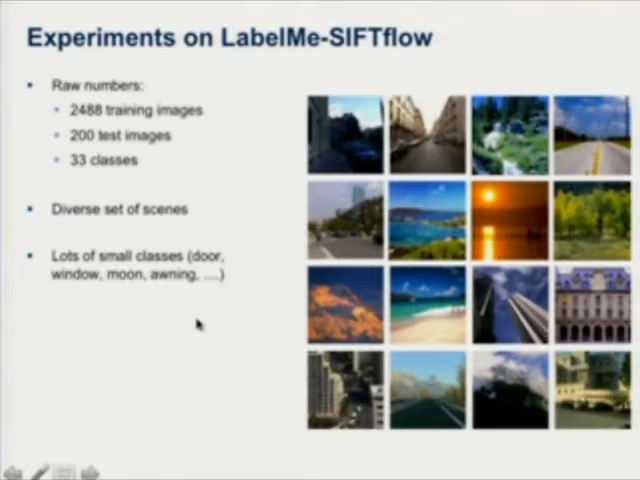 Experiments on LabelMe-SIFTflow
Raw numbers:
2488 training images
200 test images
33 classes
Diverse set of scenes
Lots of small classes (door,
window, moon, awning, ....)